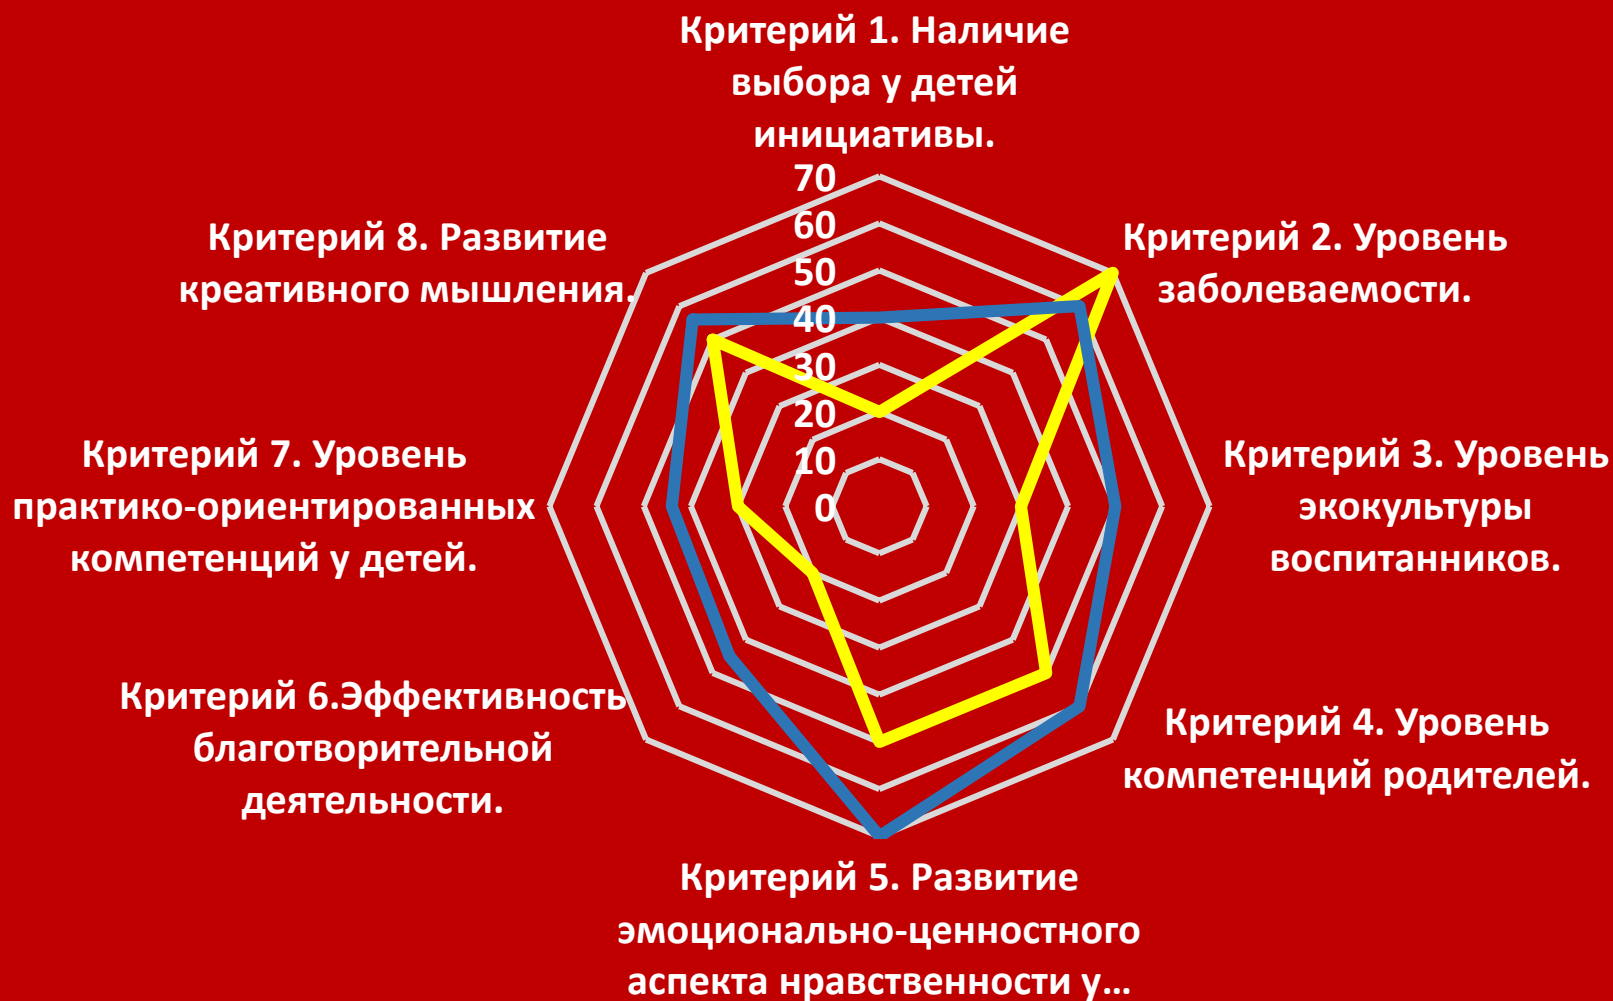 Критерий 1. Наличие
выбора у детей
инициативы.
70
60
50
40
30
20
10
0
Критерий 2. Уровень
заболеваемости.
Критерий 3. Уровень
экокультуры
воспитанников.
Критерий 4. Уровень
компетенций родителей.
Критерий 5. Развитие
эмоционально-ценностного
аспекта нравственности у...
Критерий 6.Эффективность
благотворительной
деятельности.
Критерий 7. Уровень
практико-ориентированных
компетенций у детей.
Критерий 8. Развитие
креативного мышления.